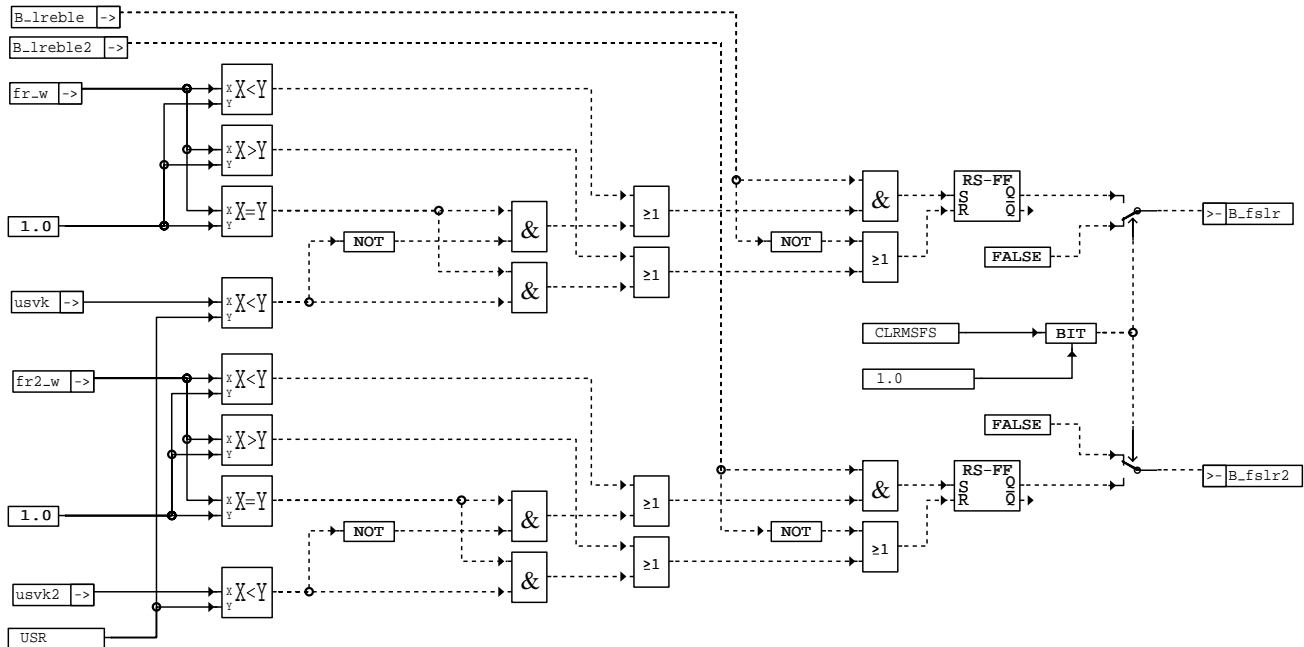 B_lreble ->
B_lreble2 ->
fr_w ->
X X<Y
Y
X X>Y
Y
X X=Y
Y
1.0
NOT
&
&
≥1
≥1
&
NOT
≥1
RS-FF
S Q
R Q
FALSE
>- B_fslr
usvk ->
X X<Y
Y
CLRMSFS
BIT
1.0
fr2_w ->
X X<Y
Y
X X>Y
Y
X X=Y
Y
1.0
NOT
&
&
≥1
≥1
&
NOT
≥1
FALSE
RS-FF
S Q
R Q
>- B_fslr2
usvk2 ->
X X<Y
Y
USR